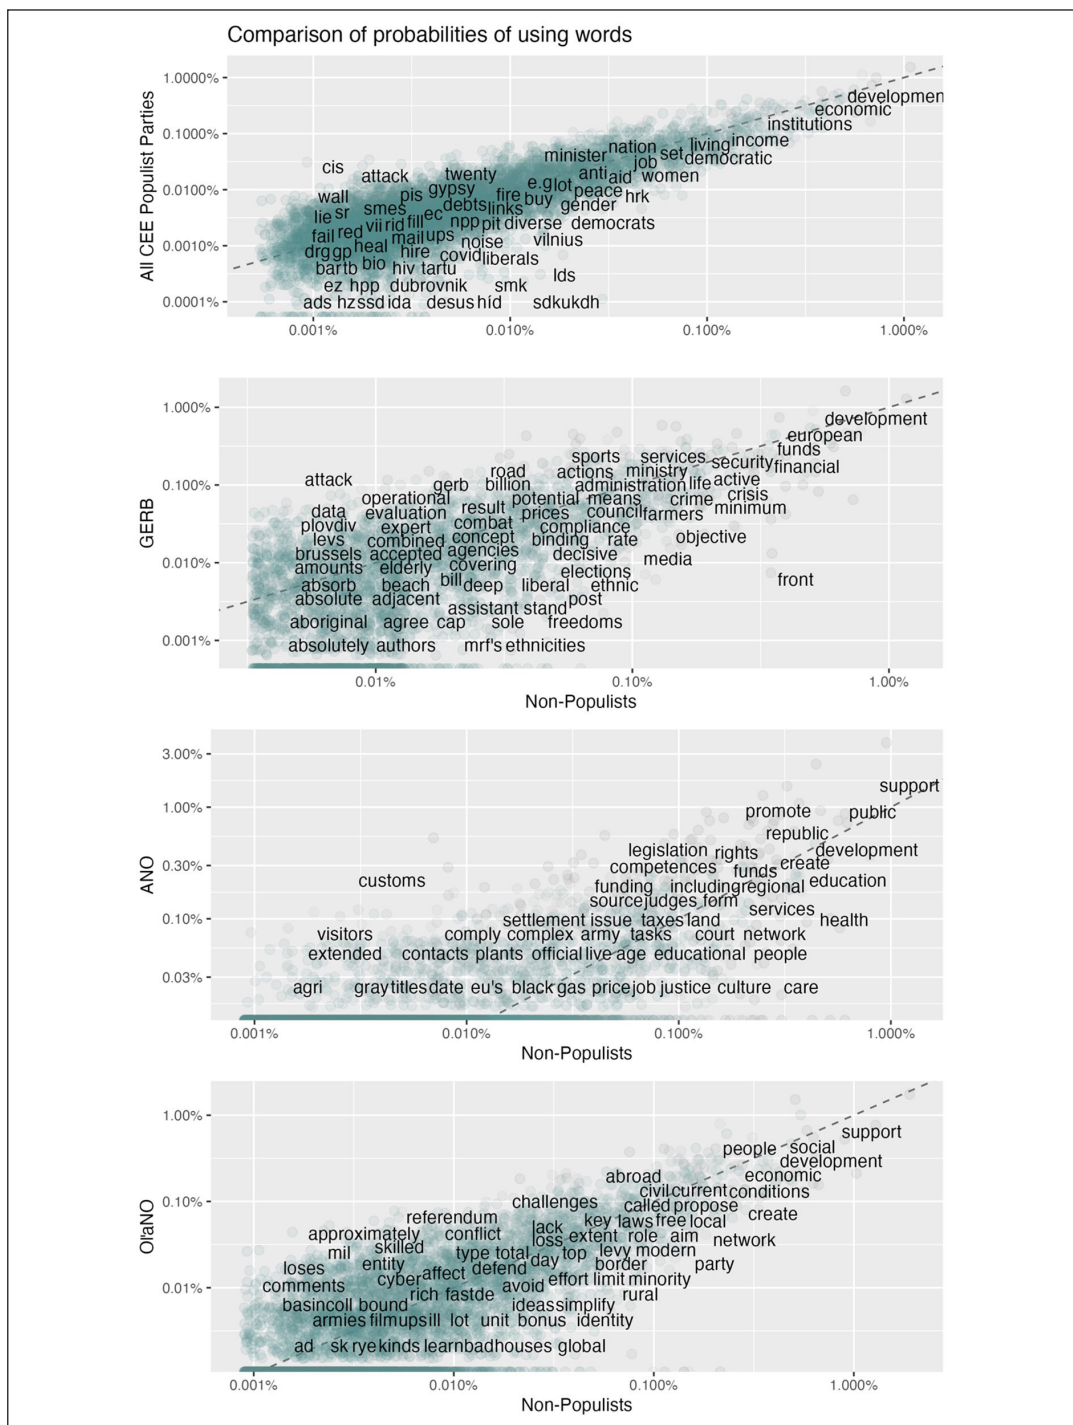 Comparison of probabilities of using words
All CEE Populist Parties
1.0000%
0.1000%
0.0100%
0.0010%
0.0001%
development
economic
institutions
nation living income
minister job set democratic
cis attack twenty anti aid women
wall pis gypsy fire e.g lot peace hrk
lie sr smes ec debts links buy gender
fail red vii rid fill npp pit diverse democrats
drg gp heal mail ups noise vilnius
bar tb bio hire covid liberals
hiv tartu lds
ez hpp dubrovnik smk
ads hz ssd ida desus híd sdkukdh
0.001% 0.010% 0.100% 1.000%
GERB
1.000%
0.100%
0.010%
0.001%
development
european
sports services funds
attack road actions ministry security financial
gerb billion administration life active
operational potential means crime crisis
data evaluation result prices council farmers minimum
plovdiv expert combat compliance
levs combined concept binding rate objective
brussels accepted agencies decisive media
amounts elderly covering elections
absorb beach bill deep liberal ethnic front
absolute adjacent post
assistant stand
aboriginal agree cap sole freedoms
absolutely authors mrf's ethnicities
0.01% 0.10% 1.00%
Non-Populists
ANO
3.00%
1.00%
0.30%
0.10%
0.03%
support
promote public
republic
legislation rights development
competences funds create
customs funding including regional education
source judges form services
settlement issue taxes land health
visitors comply complex army tasks court network
extended contacts plants official live age educational people
agri gray titles date eu's black gas price job justice culture care
0.001% 0.010% 0.100% 1.000%
Non-Populists
Ol'aNO
1.00%
0.10%
0.01%
support
people social
development
abroad economic
civil current conditions
challenges called propose
referendum key laws free local create
approximately conflict lack extent role aim
mil skilled loss network
type total top levy modern
loses entity defend day border party
comments cyber affect avoid effort limit minority
rich fast de rural
basin coll bound ideas simplify
armies film ups ill lot unit bonus identity
ad sk rye kinds learn bad houses global
0.001% 0.010% 0.100% 1.000%
Non-Populists